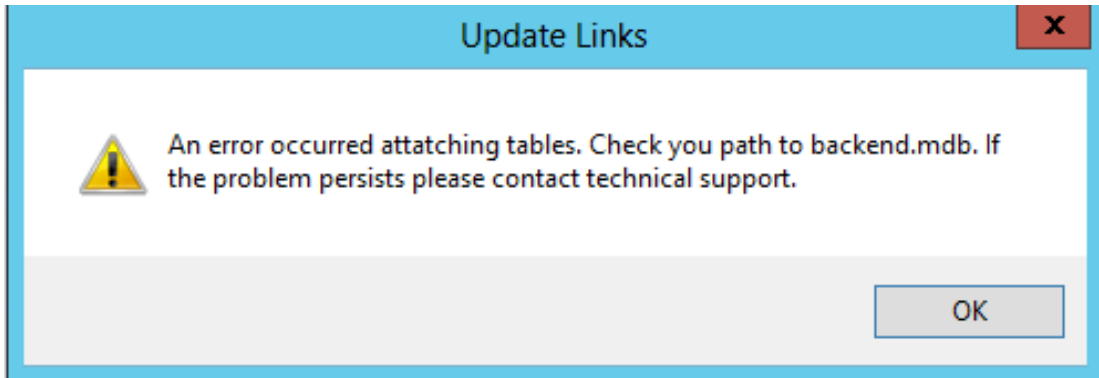 Update Links
x
An error occurred attatching tables. Check you path to backend.mdb. If
the problem persists please contact technical support.
OK